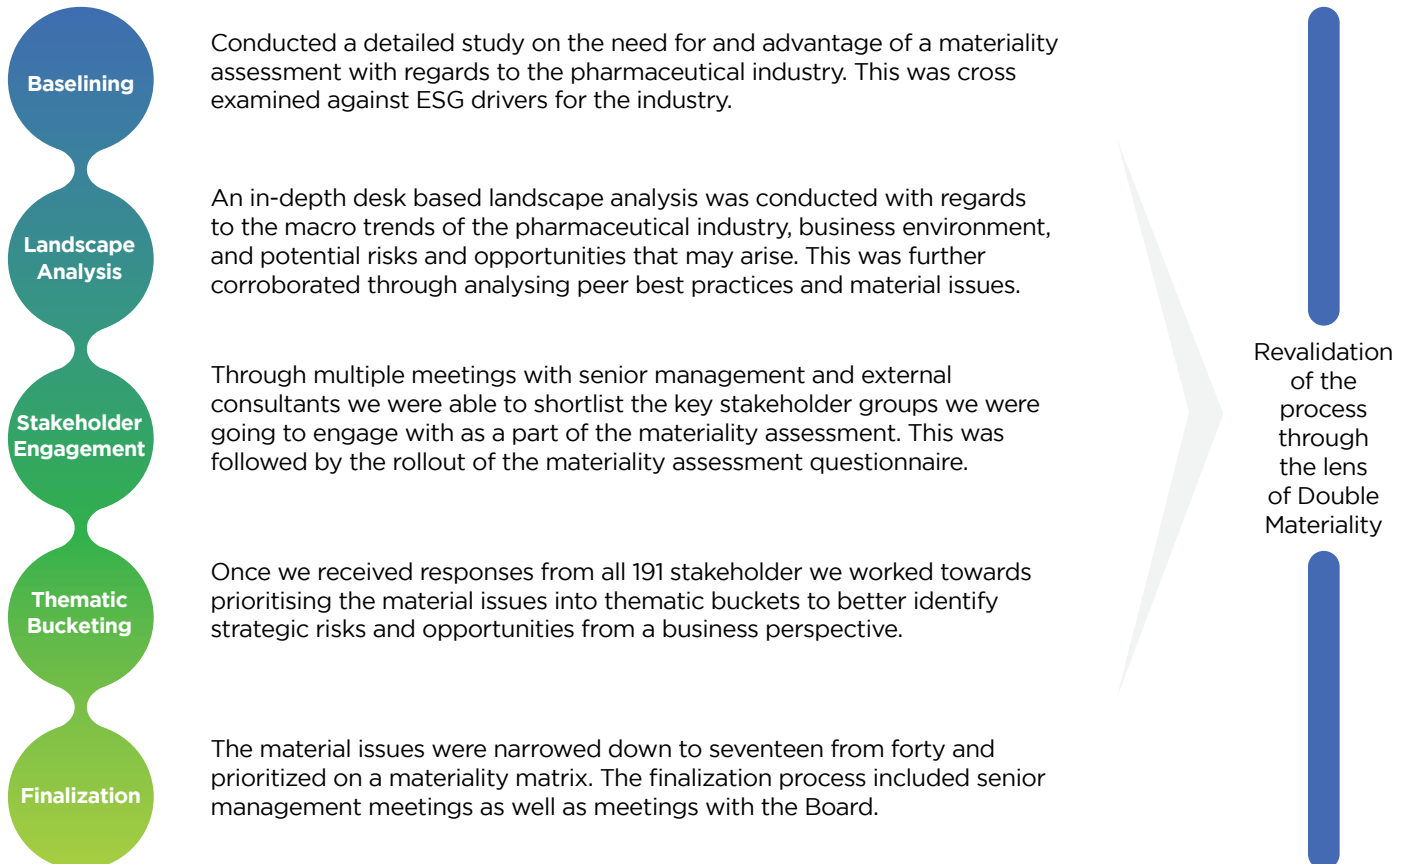 Baselining
Conducted a detailed study on the need for and advantage of a materiality
assessment with regards to the pharmaceutical industry. This was cross
examined against ESG drivers for the industry.
Landscape
Analysis
An in-depth desk based landscape analysis was conducted with regards
to the macro trends of the pharmaceutical industry, business environment,
and potential risks and opportunities that may arise. This was further
corroborated through analysing peer best practices and material issues.
Stakeholder
Engagement
Through multiple meetings with senior management and external
consultants we were able to shortlist the key stakeholder groups we were
going to engage with as a part of the materiality assessment. This was
followed by the rollout of the materiality assessment questionnaire.
Thematic
Bucketing
Once we received responses from all 191 stakeholder we worked towards
prioritising the material issues into thematic buckets to better identify
strategic risks and opportunities from a business perspective.
Finalization
The material issues were narrowed down to seventeen from forty and
prioritized on a materiality matrix. The finalization process included senior
management meetings as well as meetings with the Board.
Revalidation
of the
process
through
the lens
of Double
Materiality